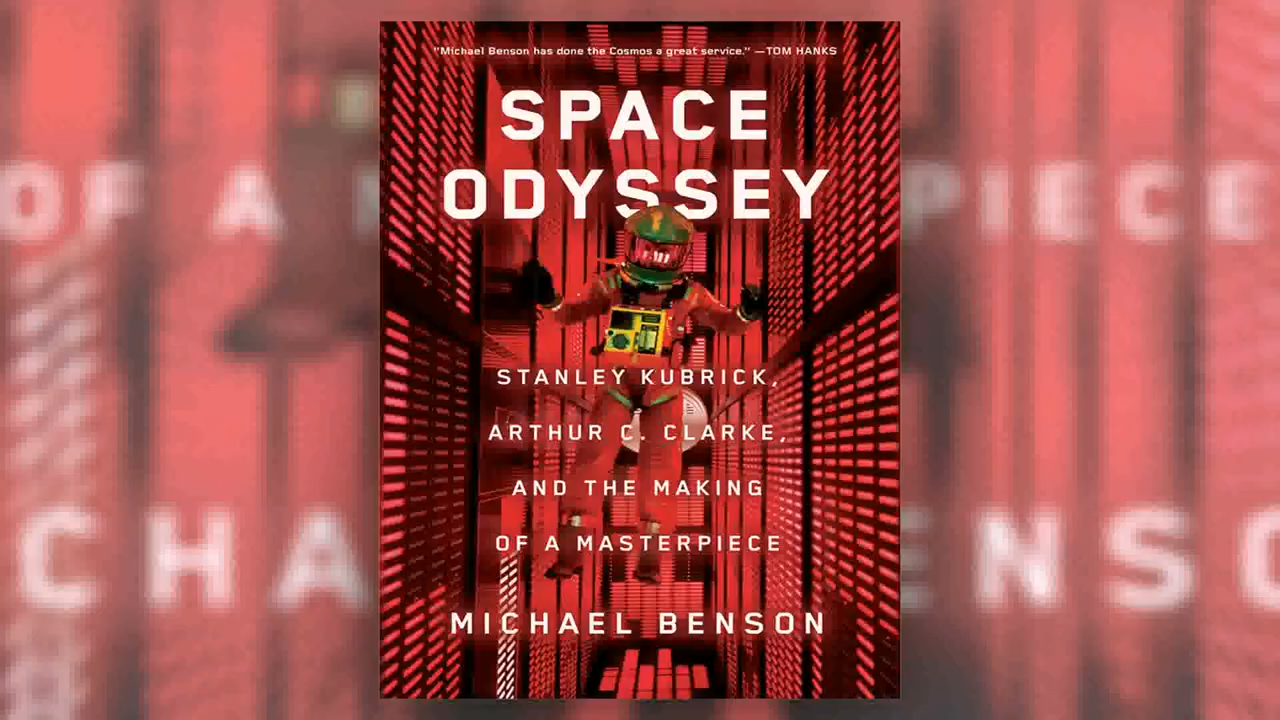 "Michael Benson has done the Cosmos a great service." —TOM HANKS
SPACE
ODYSSEY
STANLEY KUBRICK,
ARTHUR C. CLARKE,
AND THE MAKING
OF A MASTERPIECE
MICHAEL BENSON